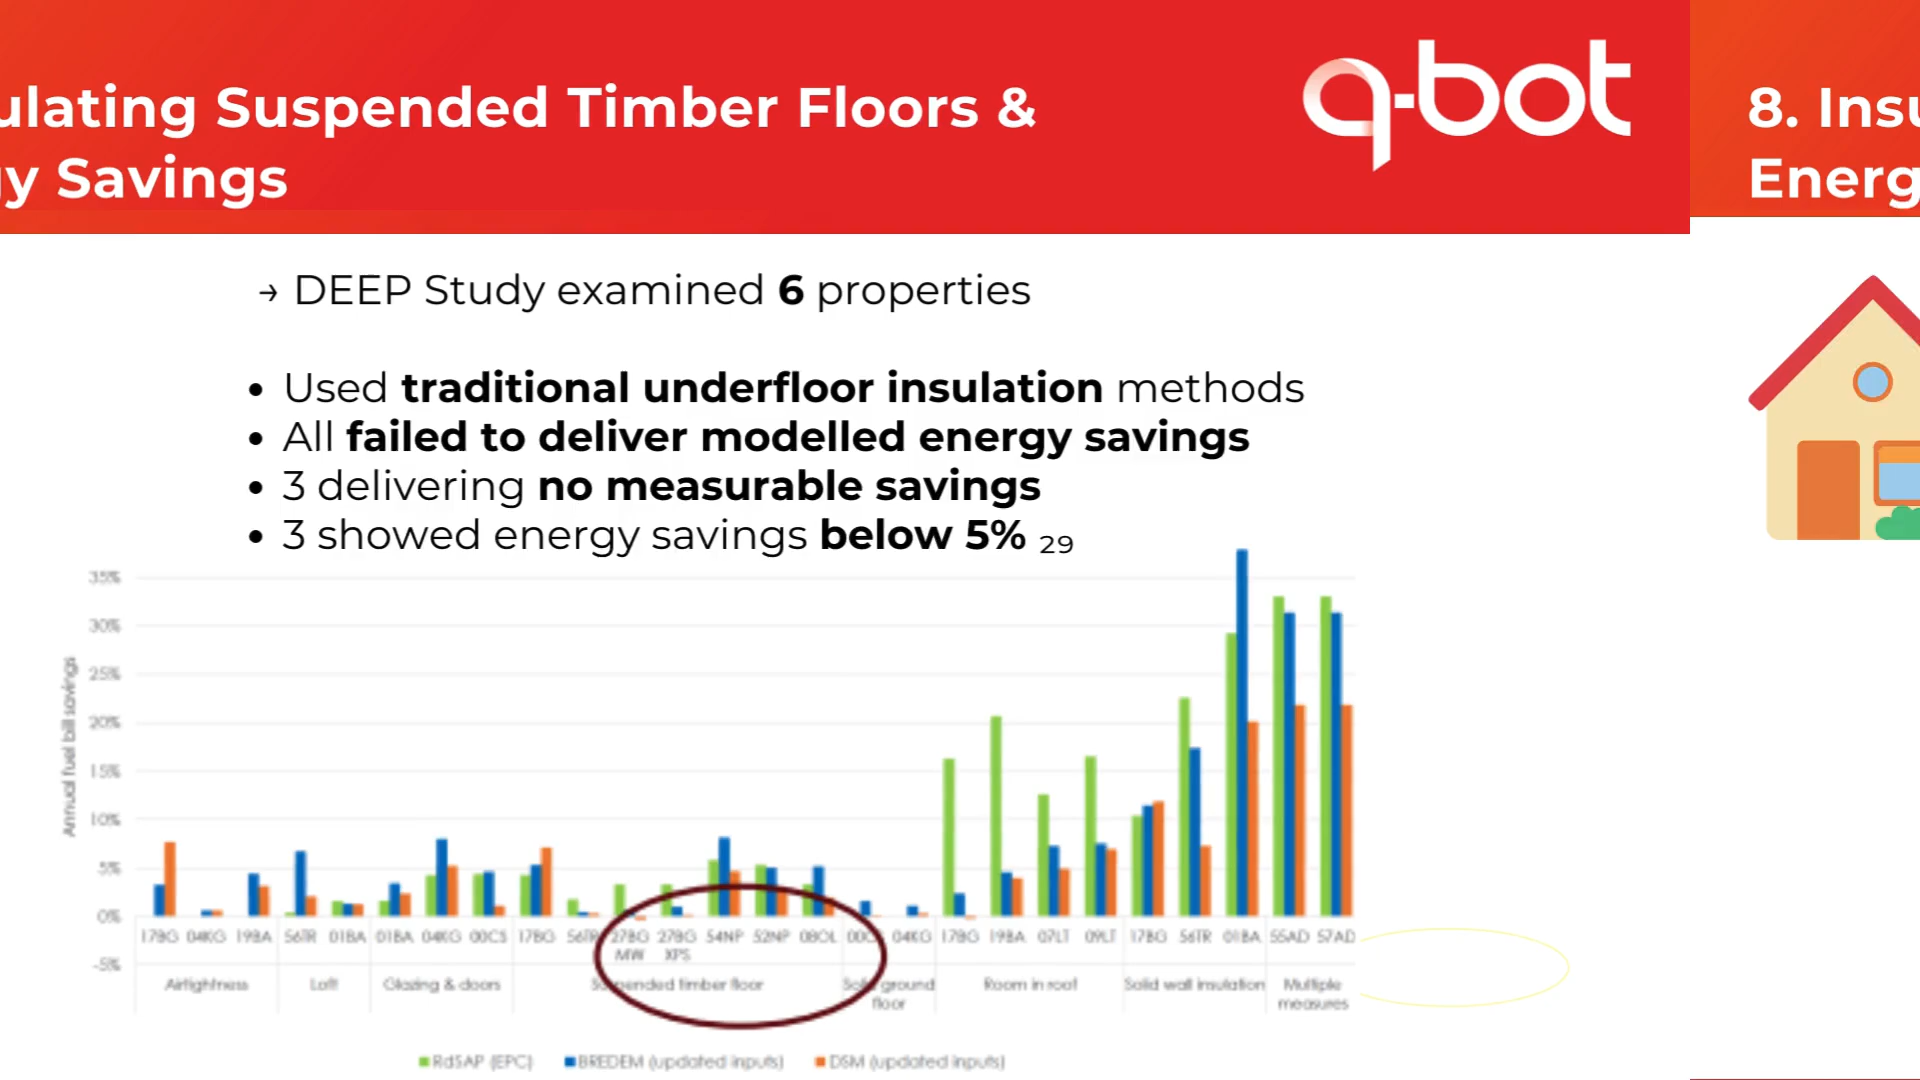 ulating Suspended Timber Floors &
gy Savings
q-bot
8. Insu
Energ
→ DEEP Study examined 6 properties
• Used traditional underfloor insulation methods
• All failed to deliver modelled energy savings
• 3 delivering no measurable savings
• 3 showed energy savings below 5% 29
Annual fuel bill savings
35%
30%
25%
20%
15%
10%
5%
0%
-5%
17BG 04KG 19BA 56TR 01BA 01BA 04KG 00CS 17BG 56TR 27BG MW 27BG XPS 54NP 52NP 08OL 04KG 17BG 19BA 07LT 09LT 17BG 56TR 01BA 55AD 57AD
Airtightness
Loft
Glazing & doors
Suspended timber floor
Solid ground
floor
Room in roof
Solid wall insulation
Multiple
measures
RdSAP (EPC) BREDEM (updated inputs) DSM (updated inputs)